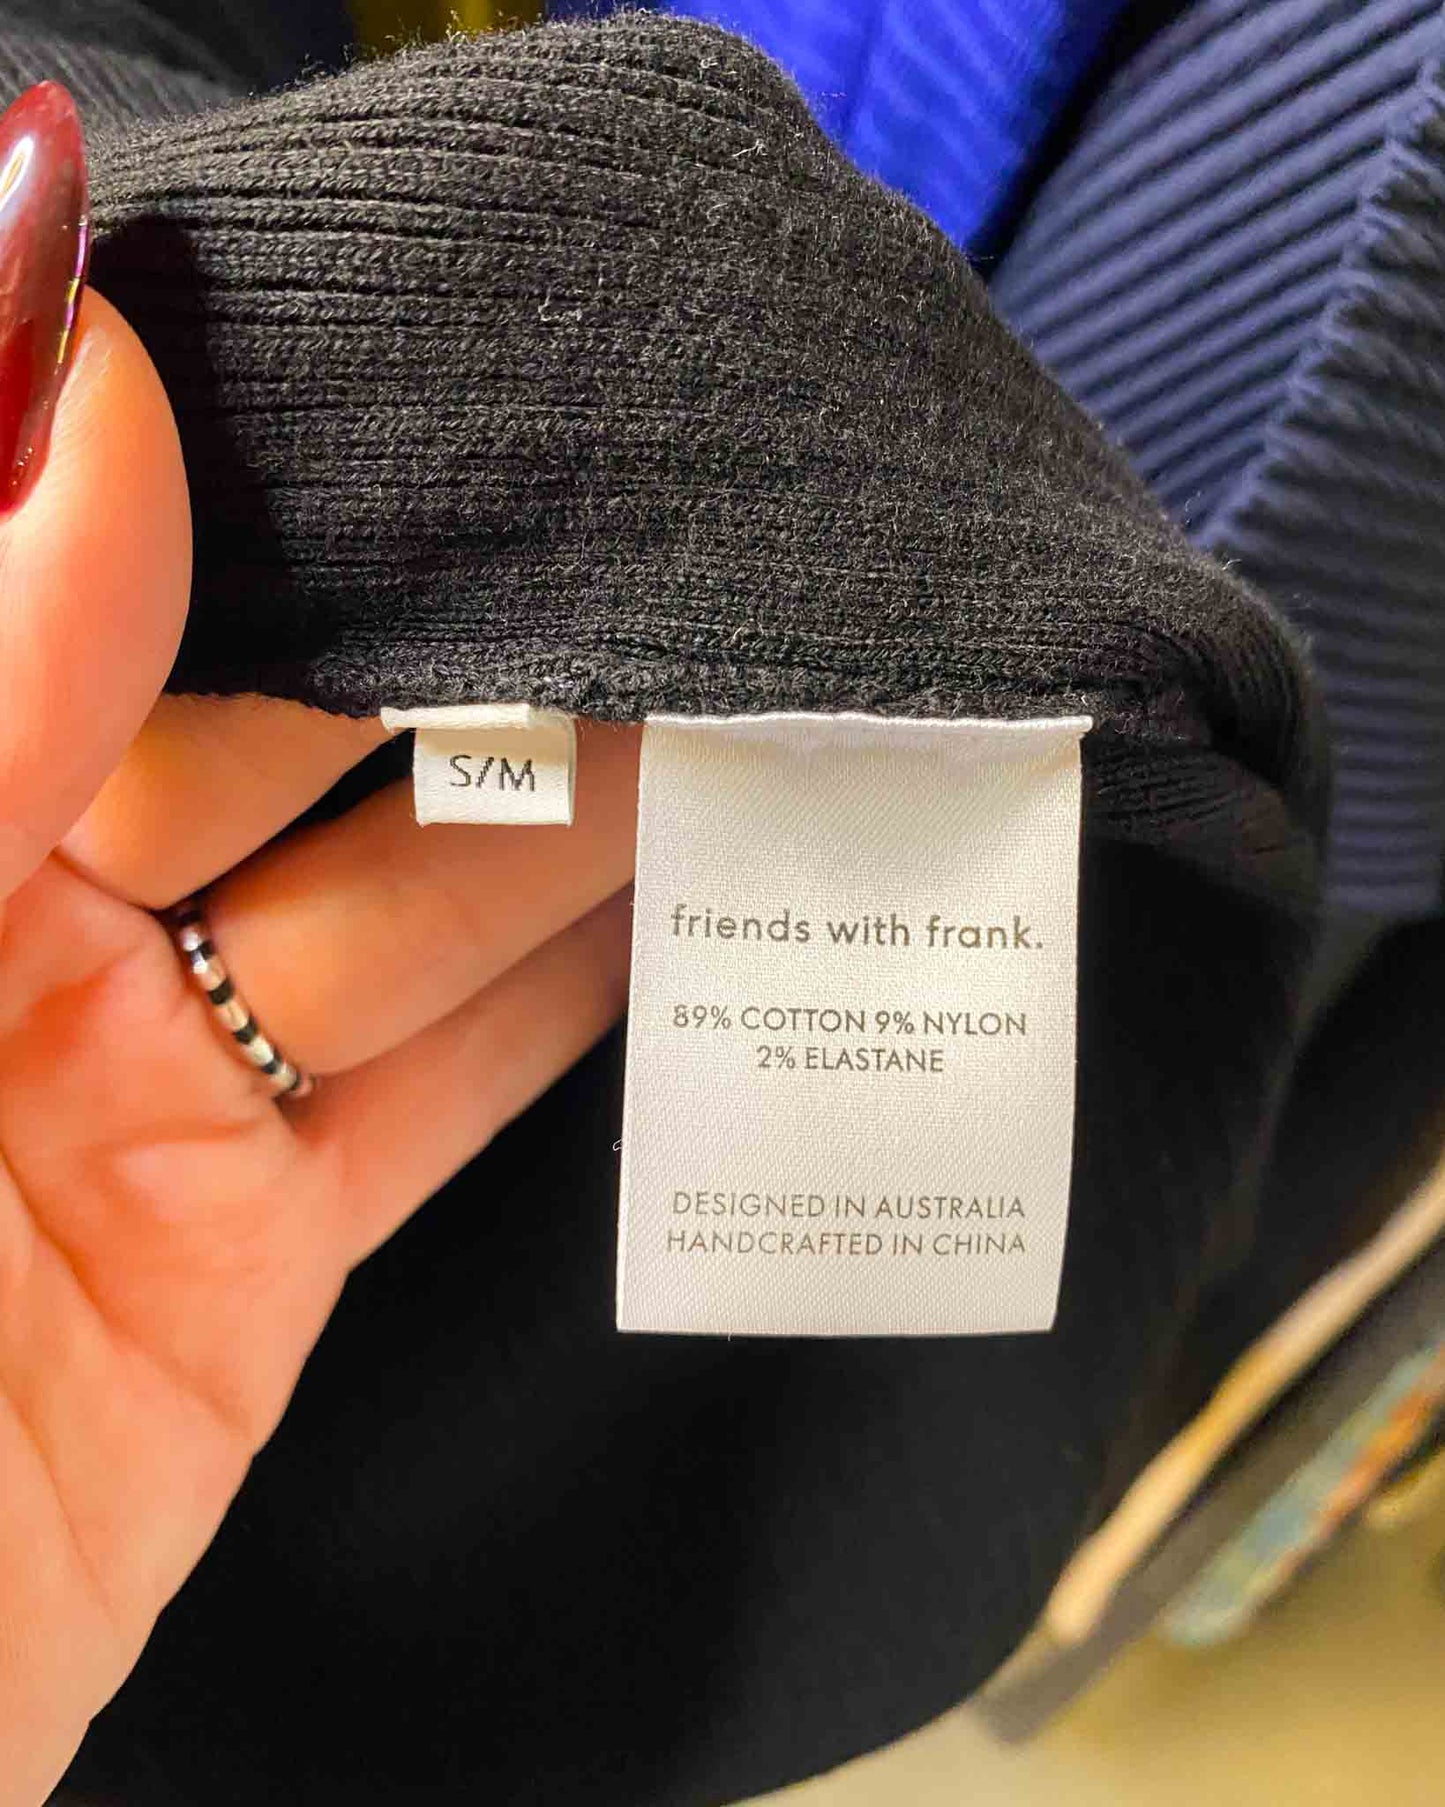 S/M
friends with frank.
89% COTTON 9% NYLON
2% ELASTANE
DESIGNED IN AUSTRALIA
HANDCRAFTED IN CHINA